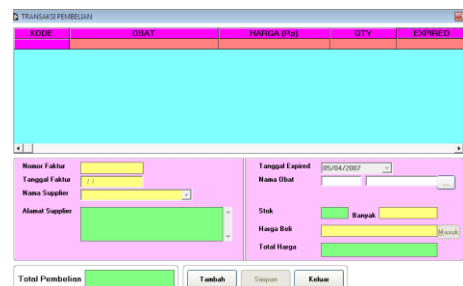 TRANSAKSI PEMBELIAN
KODE OBAT HARGA (Rp) QTY EXPIRED
Nomor Faktur
Tanggal Faktur / /
Nama Supplier
Alamat Supplier
Tanggal Expired 05/04/2007
Nama Obat ...
Stok Banyak
Harga Beli Masuk
Total Harga
Total Pembelian Tambah Simpan Keluar